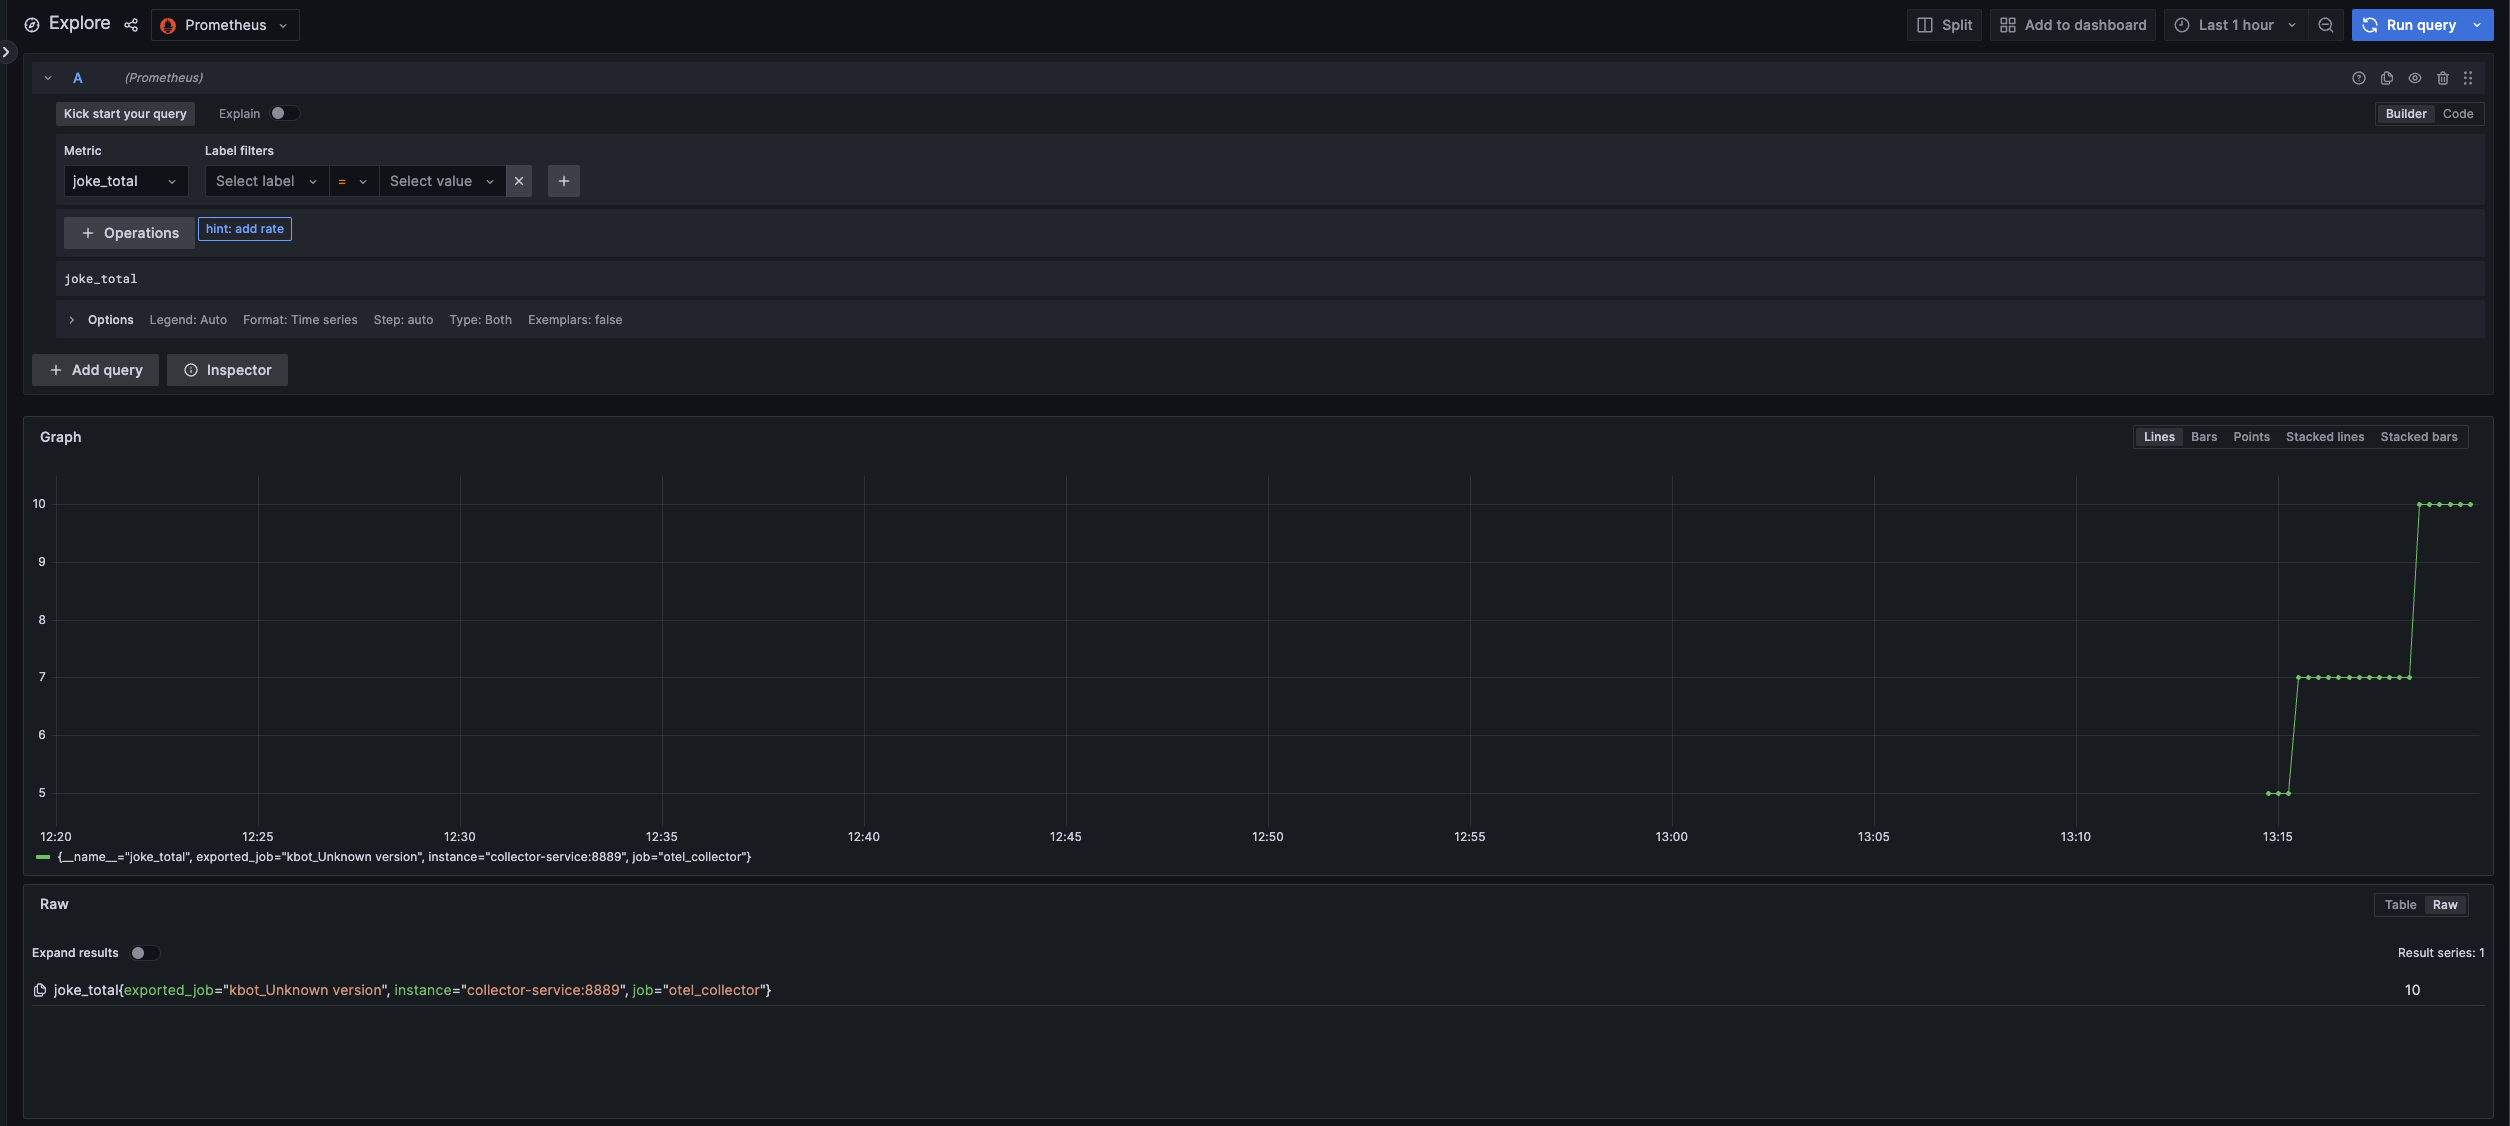 Explore Prometheus Split Add to dashboard Last 1 hour Run query
A (Prometheus)
Kick start your query Explain Builder Code
Metric Label filters
joke_total Select label = Select value
Operations hint: add rate
joke_total
Options Legend: Auto Format: Time series Step: auto Type: Both Exemplars: false
Add query Inspector
Graph Lines Bars Points Stacked lines Stacked bars
10
9
8
7
6
5
12:20 12:25 12:30 12:35 12:40 12:45 12:50 12:55 13:00 13:05 13:10 13:15
{__name__="joke_total", exported_job="kbot_Unknown version", instance="collector-service:8889", job="otel_collector"}
Raw Table Raw
Expand results Result series: 1
joke_total{exported_job="kbot_Unknown version", instance="collector-service:8889", job="otel_collector"} 10